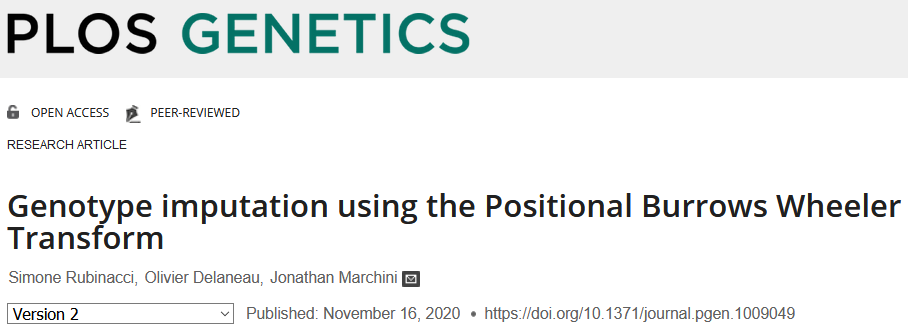 PLOS GENETICS
OPEN ACCESS PEER-REVIEWED
RESEARCH ARTICLE
Genotype imputation using the Positional Burrows Wheeler
Transform
Simone Rubinacci, Olivier Delaneau, Jonathan Marchini
Version 2 Published: November 16, 2020 • https://doi.org/10.1371/journal.pgen.1009049